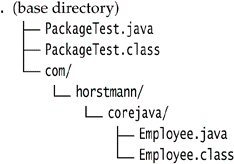 . (base directory)
PackageTest.java
PackageTest.class
com/
horstmann/
corejava/
Employee.java
Employee.class